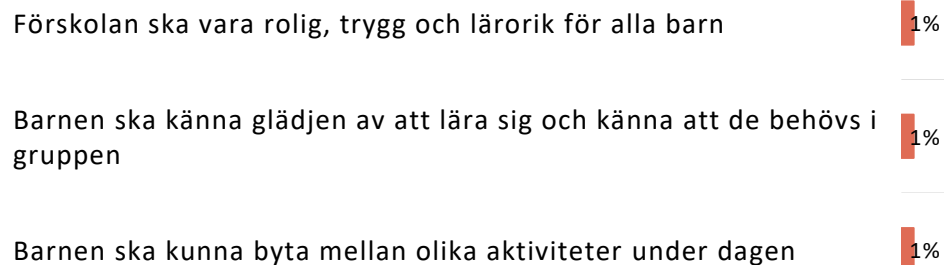 Förskolan ska vara rolig, trygg och lärorik för alla barn 1%
Barnen ska känna glädjen av att lära sig och känna att de behövs i
gruppen 1%
Barnen ska kunna byta mellan olika aktiviteter under dagen 1%